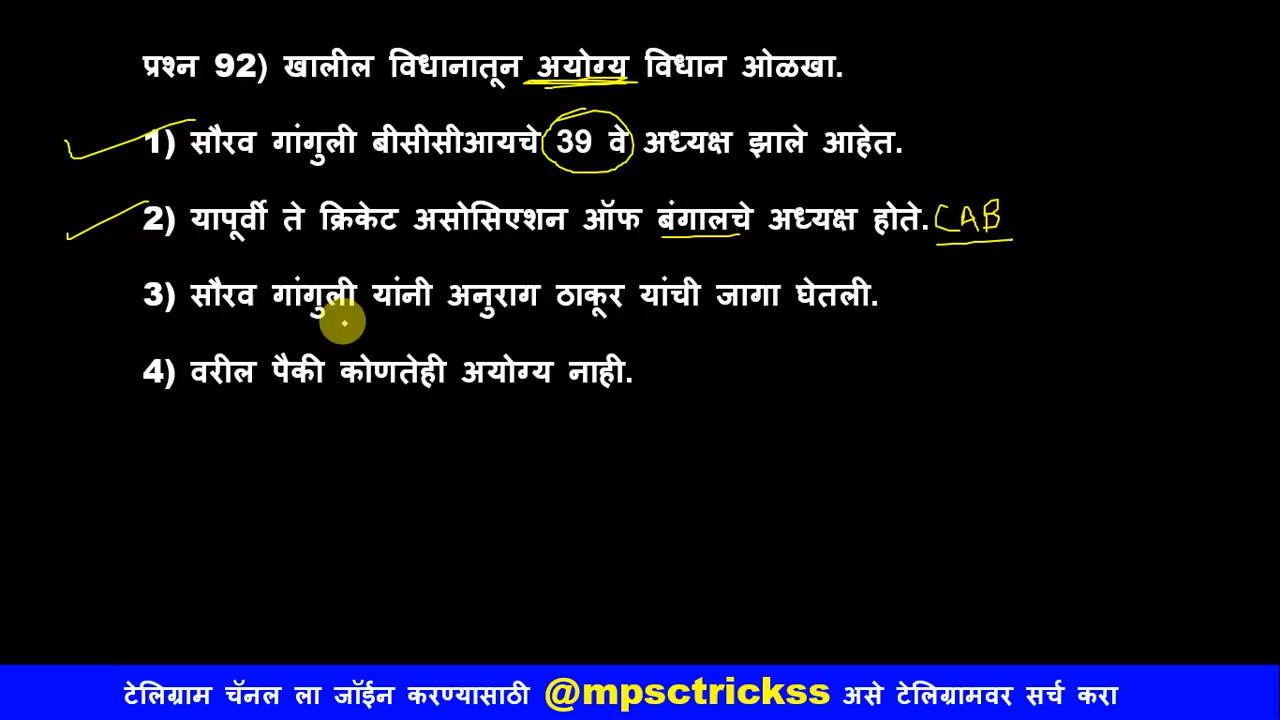 प्रश्न 92) खालील विधानातून अयोग्य विधान ओळखा.
1) सौरव गांगुली बीसीसीआयचे 39 वे अध्यक्ष झाले आहेत.
2) यापूर्वी ते क्रिकेट असोसिएशन ऑफ बंगालचे अध्यक्ष होते. CAB
3) सौरव गांगुली यांनी अनुराग ठाकूर यांची जागा घेतली.
4) वरील पैकी कोणतेही अयोग्य नाही.
टेलिग्राम चॅनल ला जॉईन करण्यासाठी @mpsctrickss असे टेलिग्रामवर सर्च करा